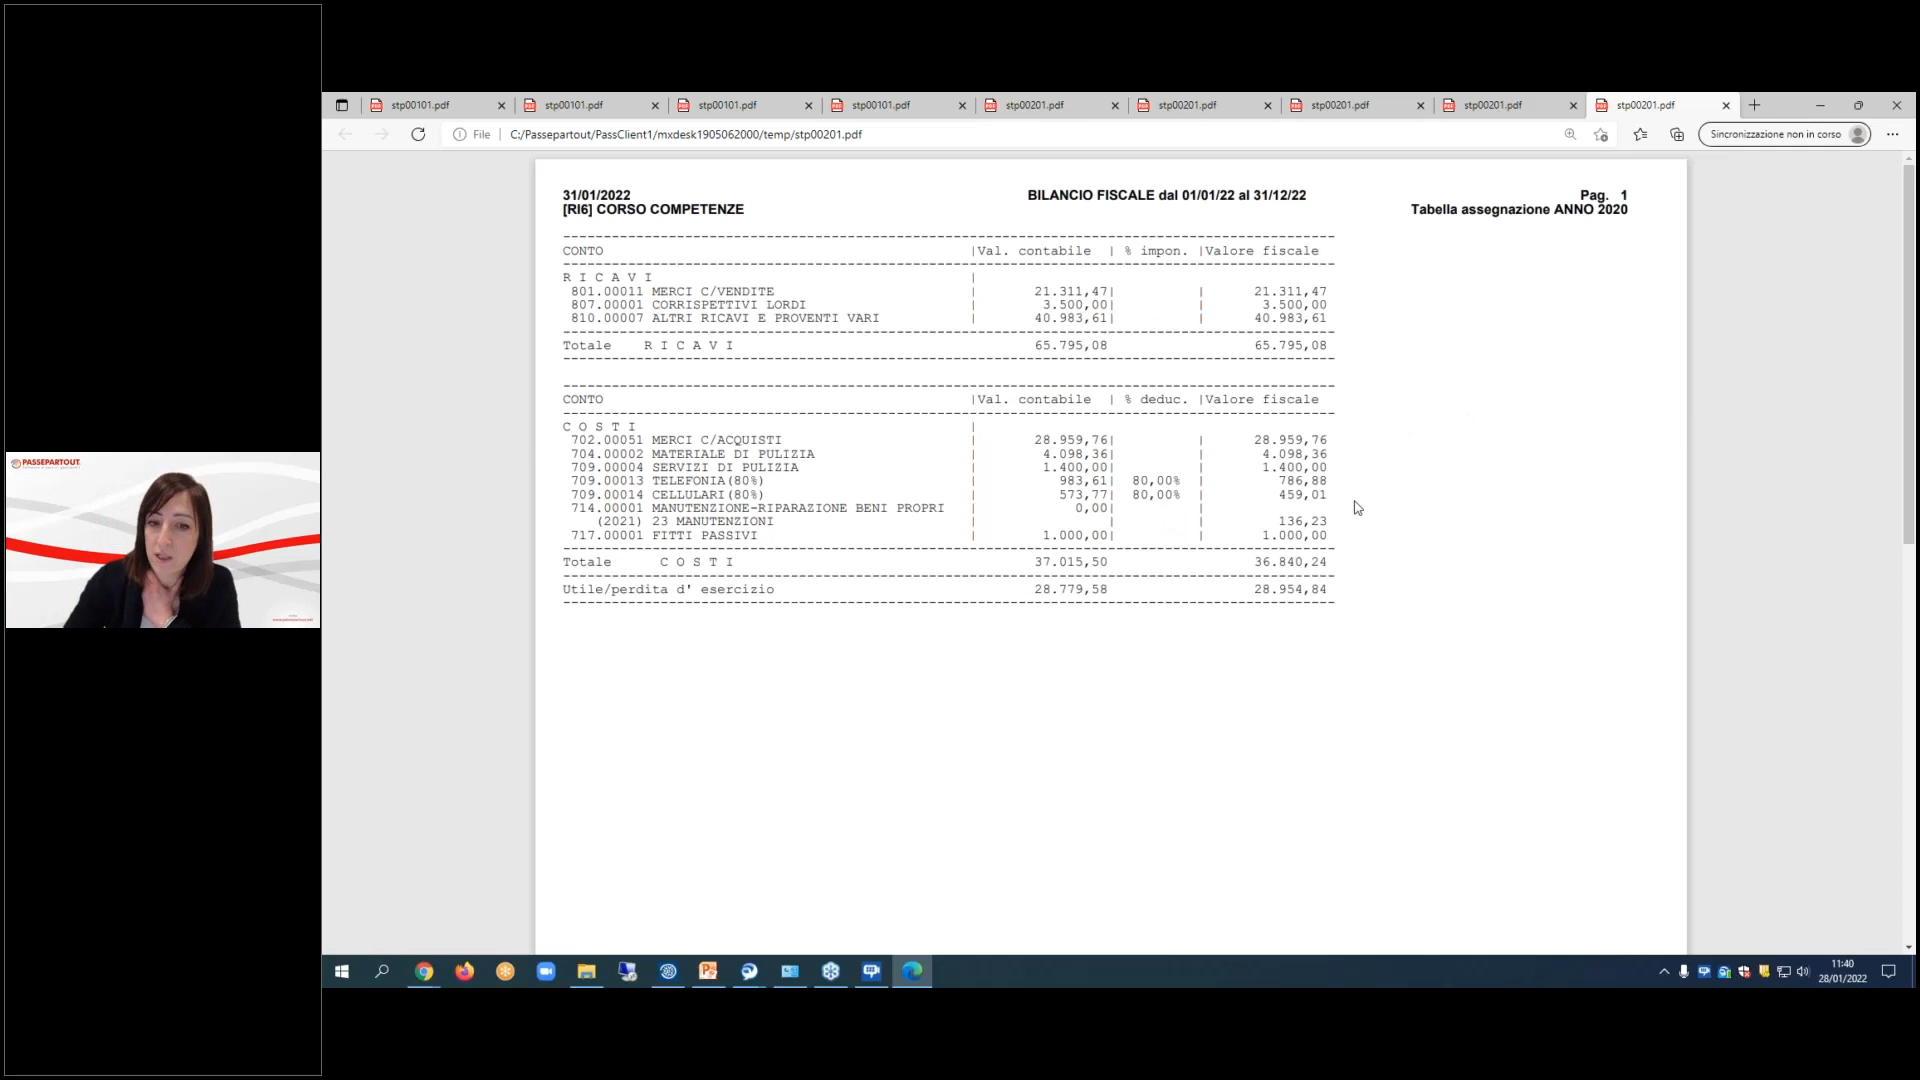 stp00101.pdf stp00101.pdf stp00101.pdf stp00101.pdf stp00201.pdf stp00201.pdf stp00201.pdf stp00201.pdf stp00201.pdf
File | C:/Passepartout/PassClient1/mxdesk1905062000/temp/stp00201.pdf Sincronizzazione non in corso
31/01/2022 BILANCIO FISCALE dal 01/01/22 al 31/12/22 Pag. 1
[RI6] CORSO COMPETENZE Tabella assegnazione ANNO 2020
CONTO |Val. contabile | % impon. |Valore fiscale
R I C A V I |
801.00011 MERCI C/VENDITE | 21.311,47| | 21.311,47
807.00001 CORRISPETTIVI LORDI | 3.500,00| | 3.500,00
810.00007 ALTRI RICAVI E PROVENTI VARI | 40.983,61| | 40.983,61
Totale R I C A V I 65.795,08 65.795,08
CONTO |Val. contabile | % deduc. |Valore fiscale
C O S T I |
702.00051 MERCI C/ACQUISTI | 28.959,76| | 28.959,76
704.00002 MATERIALE DI PULIZIA | 4.098,36| | 4.098,36
709.00004 SERVIZI DI PULIZIA | 1.400,00| | 1.400,00
709.00013 TELEFONIA(80%) | 983,61| 80,00% | 786,88
709.00014 CELLULARI(80%) | 573,77| 80,00% | 459,01
714.00001 MANUTENZIONE-RIPARAZIONE BENI PROPRI | 0,00| |
(2021) 23 MANUTENZIONI | | | 136,23
717.00001 FITTI PASSIVI | 1.000,00| | 1.000,00
Totale C O S T I 37.015,50 36.840,24
Utile/perdita d' esercizio 28.779,58 28.954,84
PASSEPARTOUT
11:40
28/01/2022